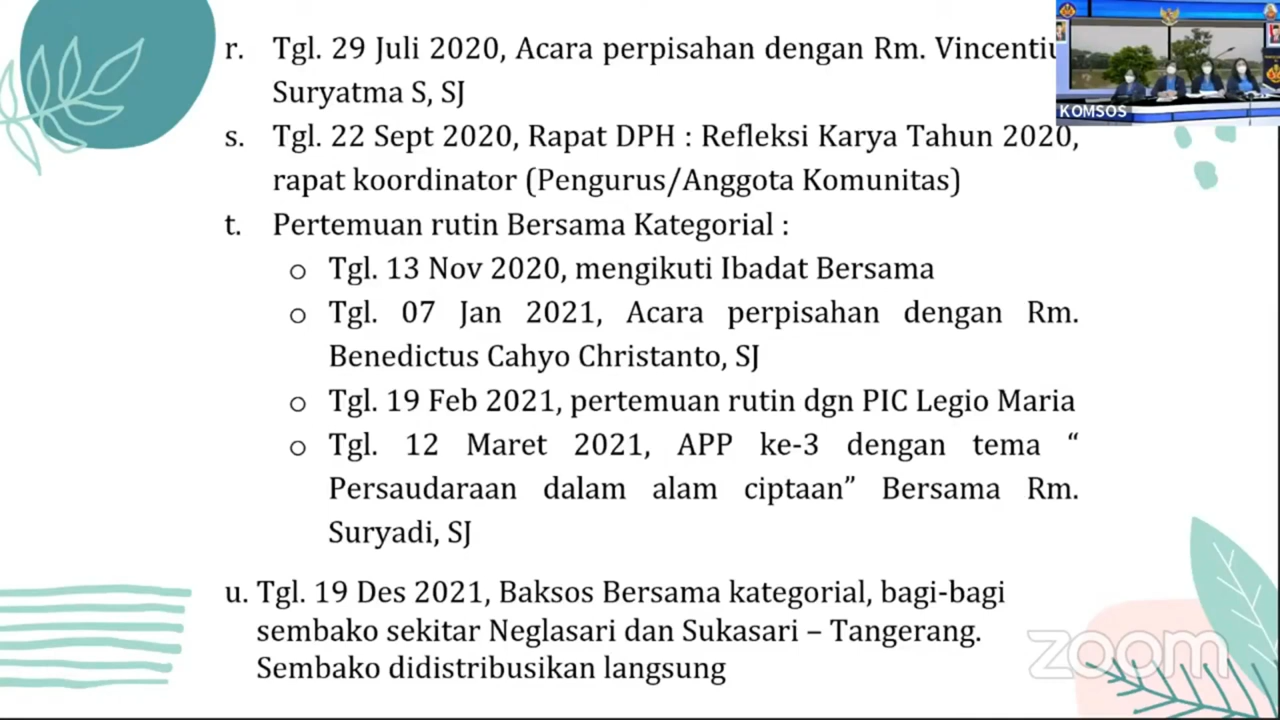 r. Tgl. 29 Juli 2020, Acara perpisahan dengan Rm. Vincentiu
Suryatma S, SJ
s. Tgl. 22 Sept 2020, Rapat DPH : Refleksi Karya Tahun 2020,
rapat koordinator (Pengurus/Anggota Komunitas)
t. Pertemuan rutin Bersama Kategorial :
o Tgl. 13 Nov 2020, mengikuti Ibadat Bersama
o Tgl. 07 Jan 2021, Acara perpisahan dengan Rm.
Benedictus Cahyo Christanto, SJ
o Tgl. 19 Feb 2021, pertemuan rutin dgn PIC Legio Maria
o Tgl. 12 Maret 2021, APP ke-3 dengan tema “
Persaudaraan dalam alam ciptaan” Bersama Rm.
Suryadi, SJ
u. Tgl. 19 Des 2021, Baksos Bersama kategorial, bagi-bagi
sembako sekitar Neglasari dan Sukasari – Tangerang.
Sembako didistribusikan langsung
KOMSOS
zoom